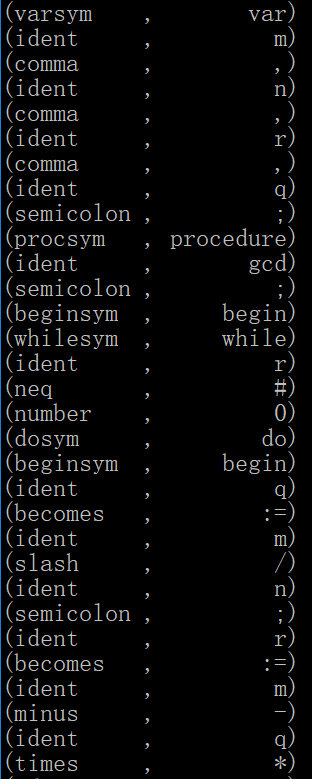 (varsym    ,        var)
(ident     ,          m)
(comma     ,          ,)
(ident     ,          n)
(comma     ,          ,)
(ident     ,          r)
(comma     ,          ,)
(ident     ,          q)
(semicolon ,          ;)
(procsym   ,  procedure)
(ident     ,        gcd)
(semicolon ,          ;)
(beginsym  ,      begin)
(whilesym  ,      while)
(ident     ,          r)
(neq       ,          #)
(number    ,          0)
(dosym     ,         do)
(beginsym  ,      begin)
(ident     ,          q)
(becomes   ,         :=)
(ident     ,          m)
(slash     ,          /)
(ident     ,          n)
(semicolon ,          ;)
(ident     ,          r)
(becomes   ,         :=)
(ident     ,          m)
(minus     ,          -)
(ident     ,          q)
(times     ,          *)